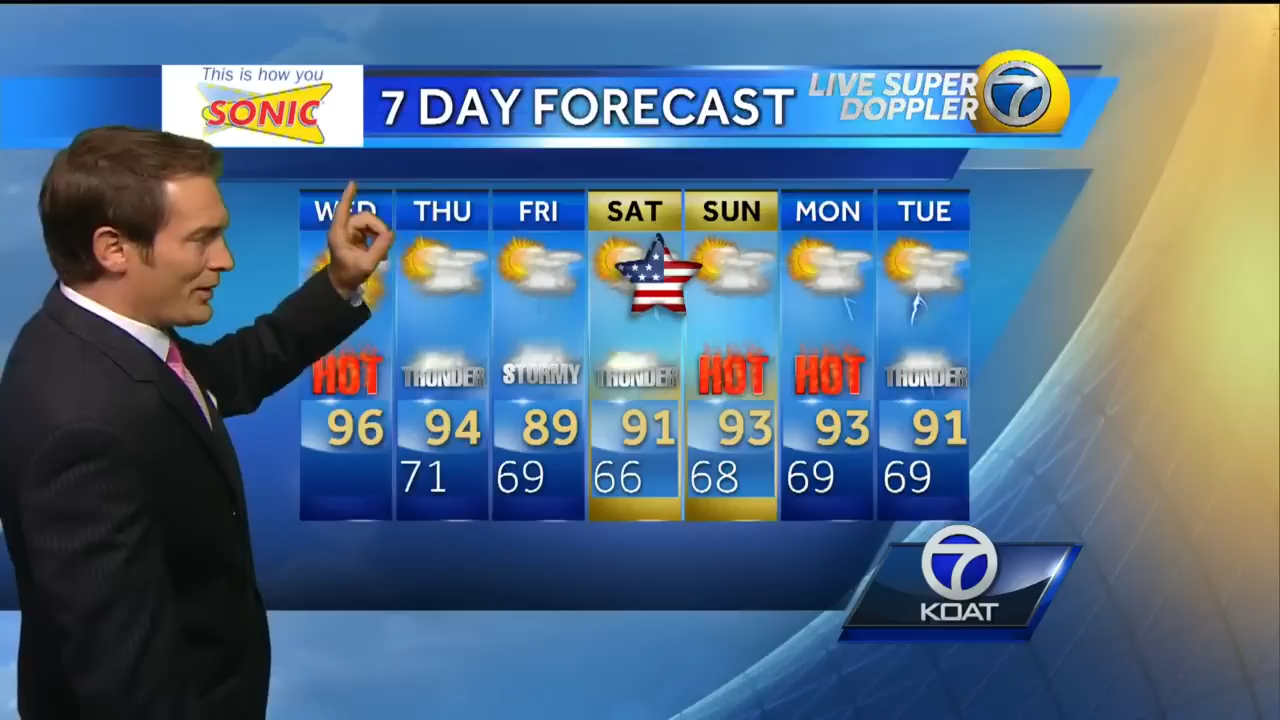 This is how you
SONIC
7 DAY FORECAST
LIVE SUPER
DOPPLER
7
WED THU FRI SAT SUN MON TUE
HOT THUNDER STORMY THUNDER HOT HOT THUNDER
96 94 89 91 93 93 91
71 69 66 68 69 69
7
KOAT